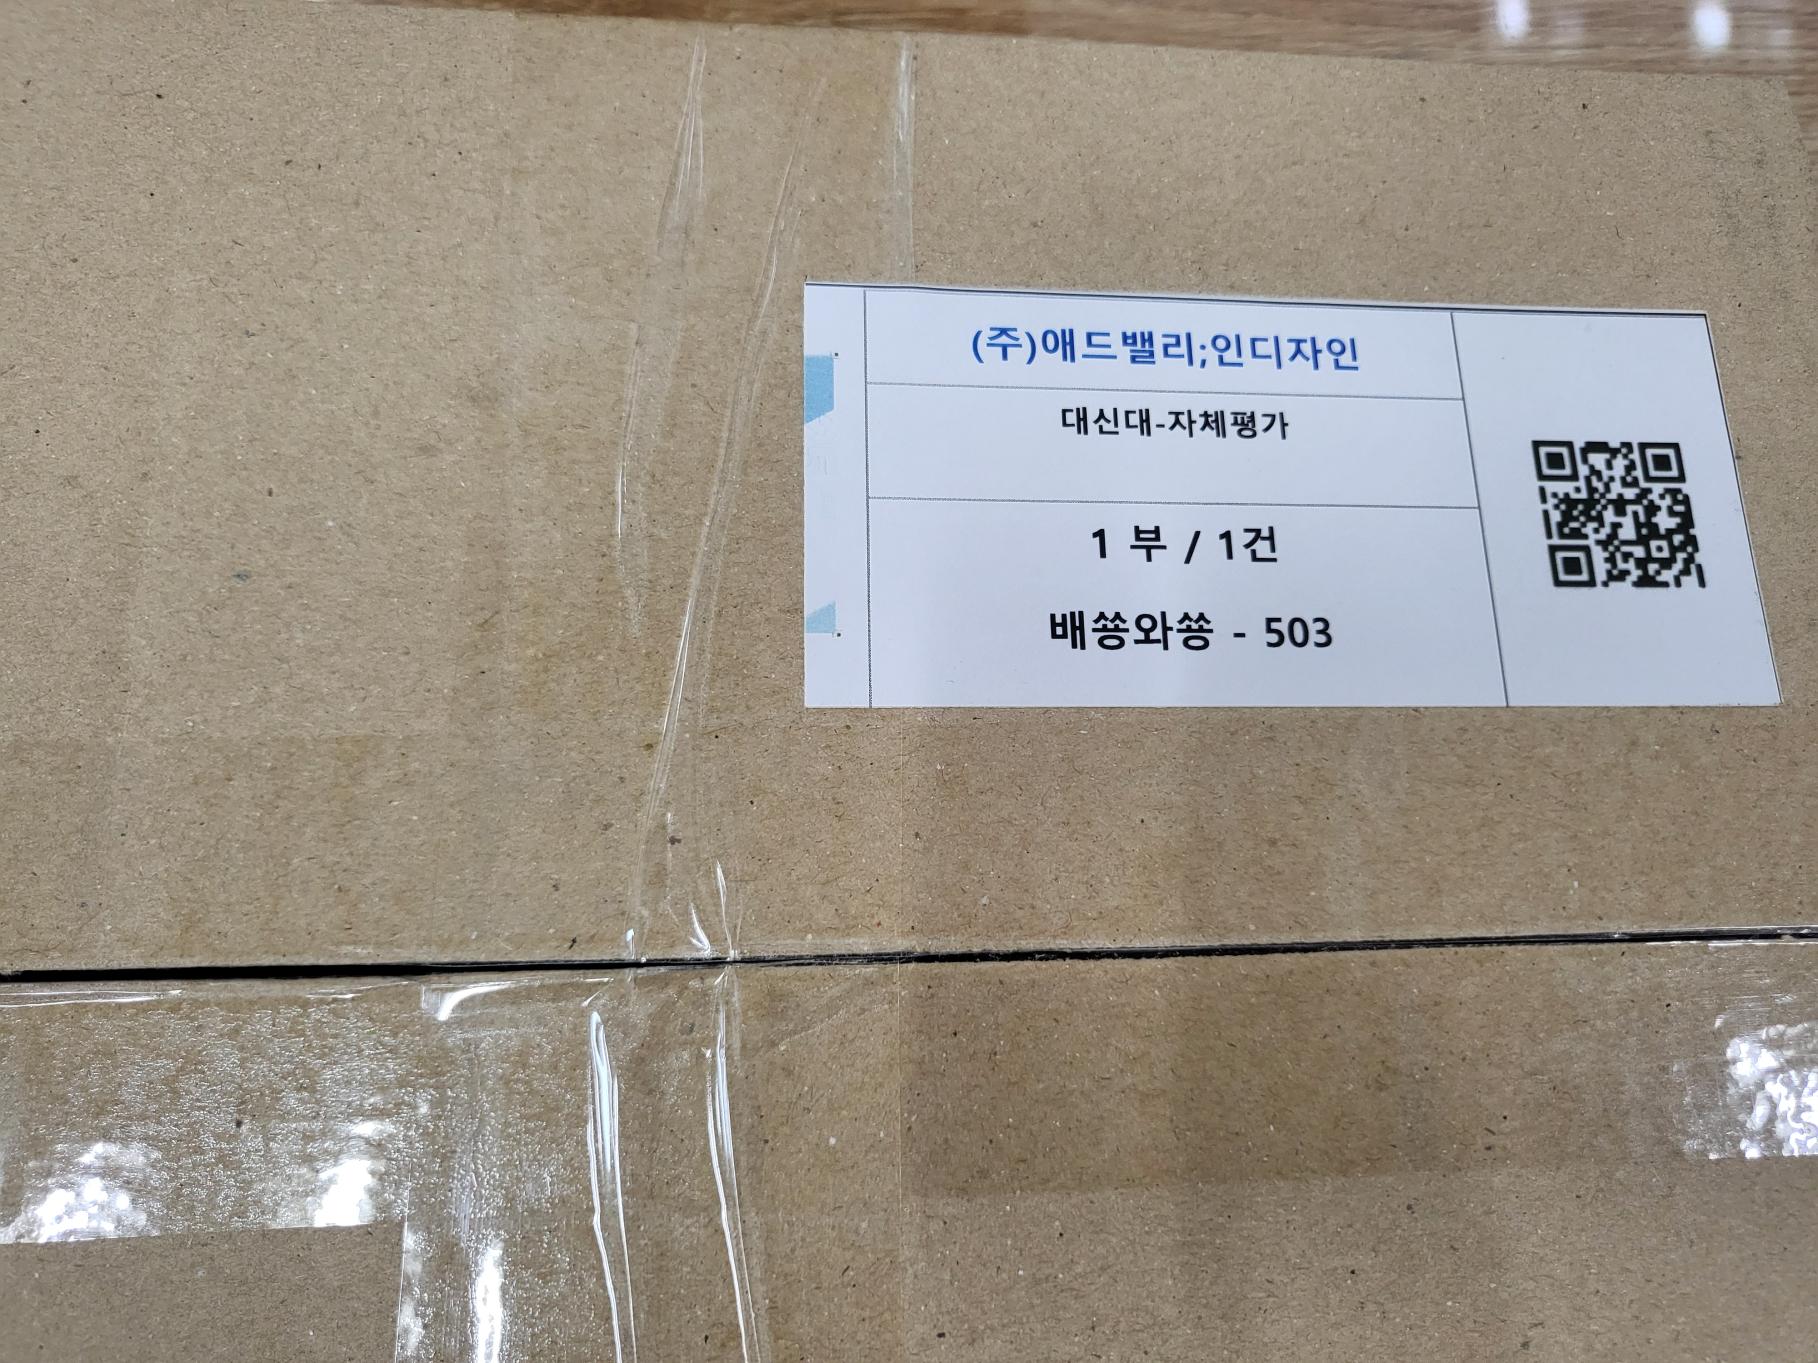 (주)애드밸리;인디자인
대신대-자체평가
1 부 / 1건
배쏭와쏭 - 503